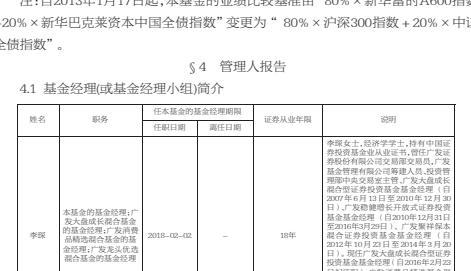 注：自2013年1月17日起，本基金的业绩比较基准由“80%×新华富时A600指数
+20%×新华巴克莱资本中国全债指数”变更为“ 80%×沪深300指数＋20%×中证
全债指数”。
§4 管理人报告
4.1 基金经理(或基金经理小组)简介
姓名
职务
任本基金的基金经理期限
任职日期
离任日期
证券从业年限
说明
李琛
本基金的基金经理；广
发大盘成长混合基金
的基金经理；广发消费
品精选混合基金的基
金经理；广发龙头优选
混合基金的基金经理
2018-02-02
-
18年
李琛女士，经济学学士，持有中国证
券投资基金业从业证书，曾任广发证
券股份有限公司交易部交易员，广发
基金管理有限公司筹建人员、投资管
理部中央交易室主管、广发大盘成长
混合型证券投资基金基金经理（自
2007年6月13日至2010年12月30
日）、广发稳健增长开放式证券投资
基金基金经理（自2010年12月31日
至2016年3月29日）、广发聚祥保本
混合证券投资基金基金经理（自
2012年10月23日至2014年3月20
日）、广发大盘成长混合型证券
投资基金基金经理(自2016年2月23